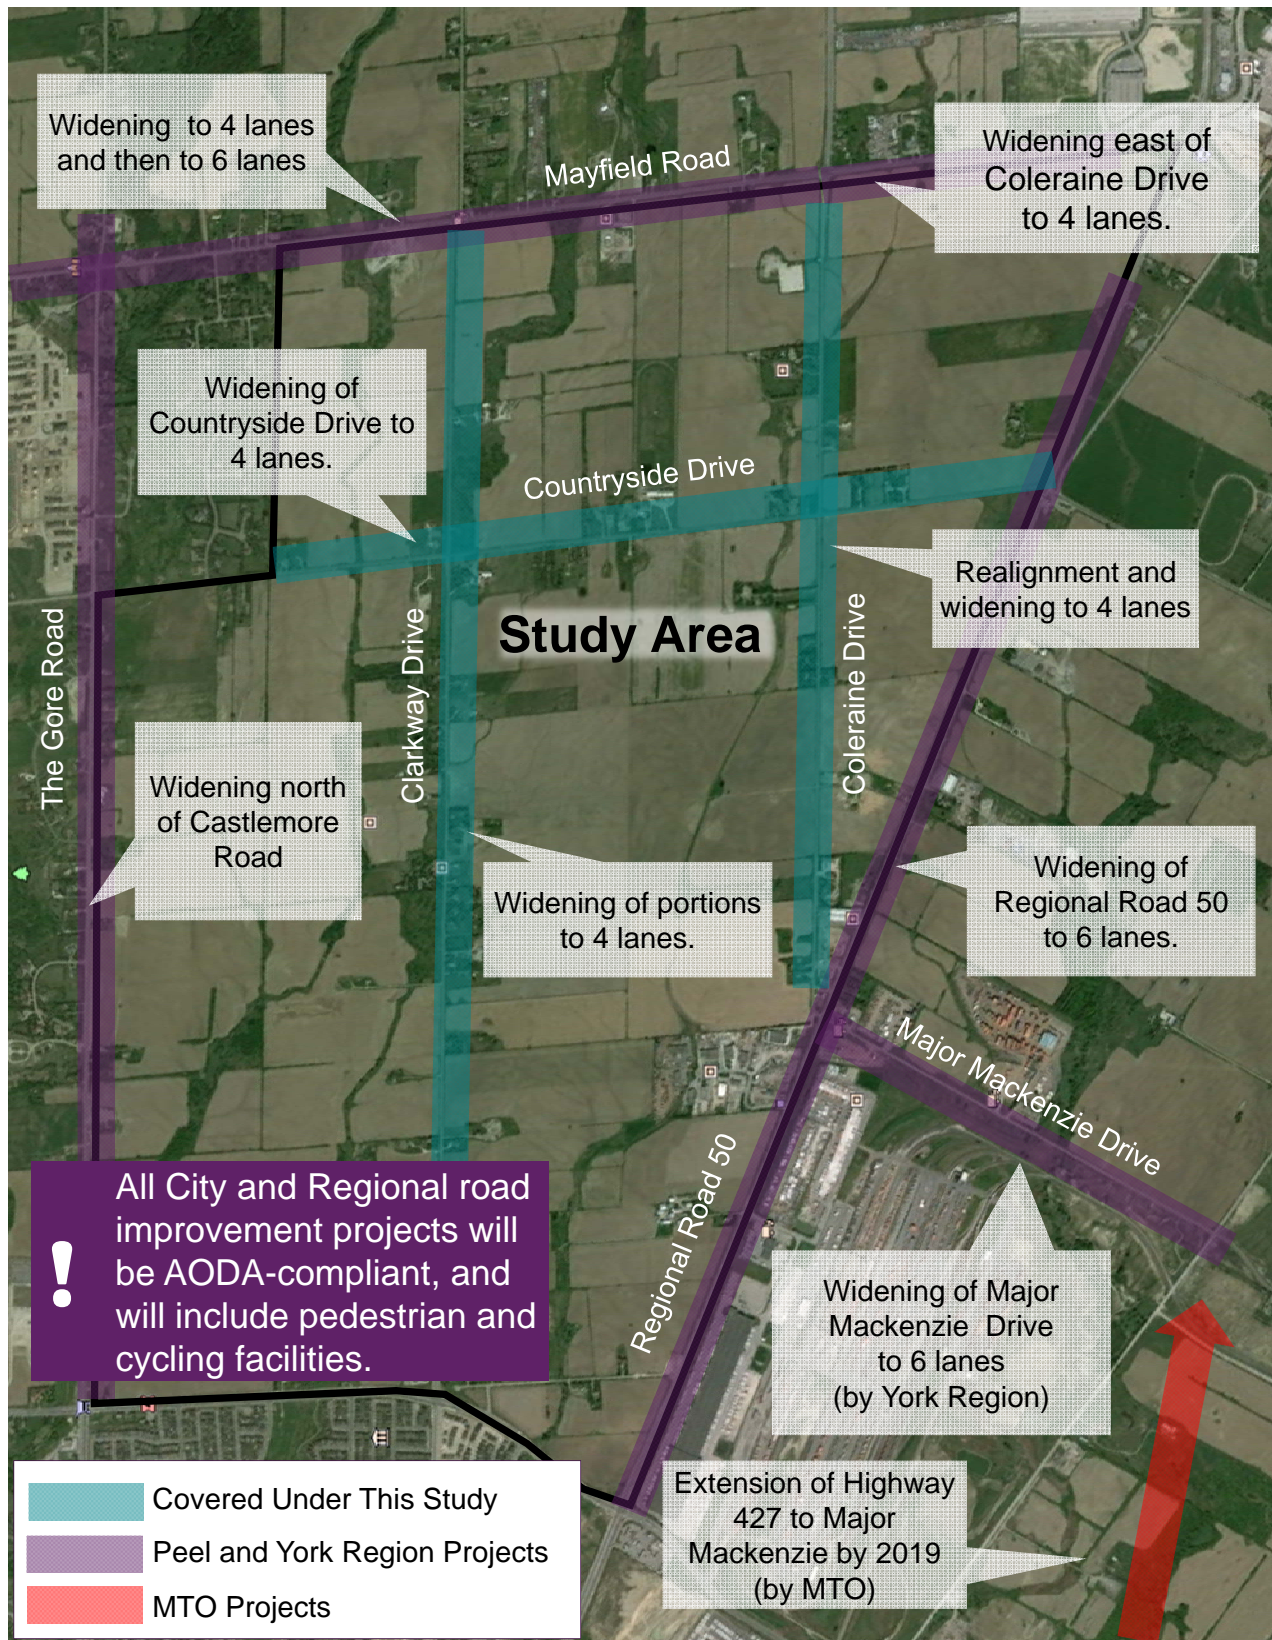 Widening to 4 lanes
and then to 6 lanes
Mayfield Road
Widening east of
Coleraine Drive
to 4 lanes.
Widening of
Countryside Drive to
4 lanes.
Countryside Drive
Realignment and
widening to 4 lanes
Study Area
The Gore Road
Clarkway Drive
Coleraine Drive
Widening north
of Castlemore
Road
Widening of portions
to 4 lanes.
Widening of
Regional Road 50
to 6 lanes.
Major Mackenzie Drive
Regional Road 50
! All City and Regional road
improvement projects will
be AODA-compliant, and
will include pedestrian and
cycling facilities.
Widening of Major
Mackenzie Drive
to 6 lanes
(by York Region)
Extension of Highway
427 to Major
Mackenzie by 2019
(by MTO)
Covered Under This Study
Peel and York Region Projects
MTO Projects